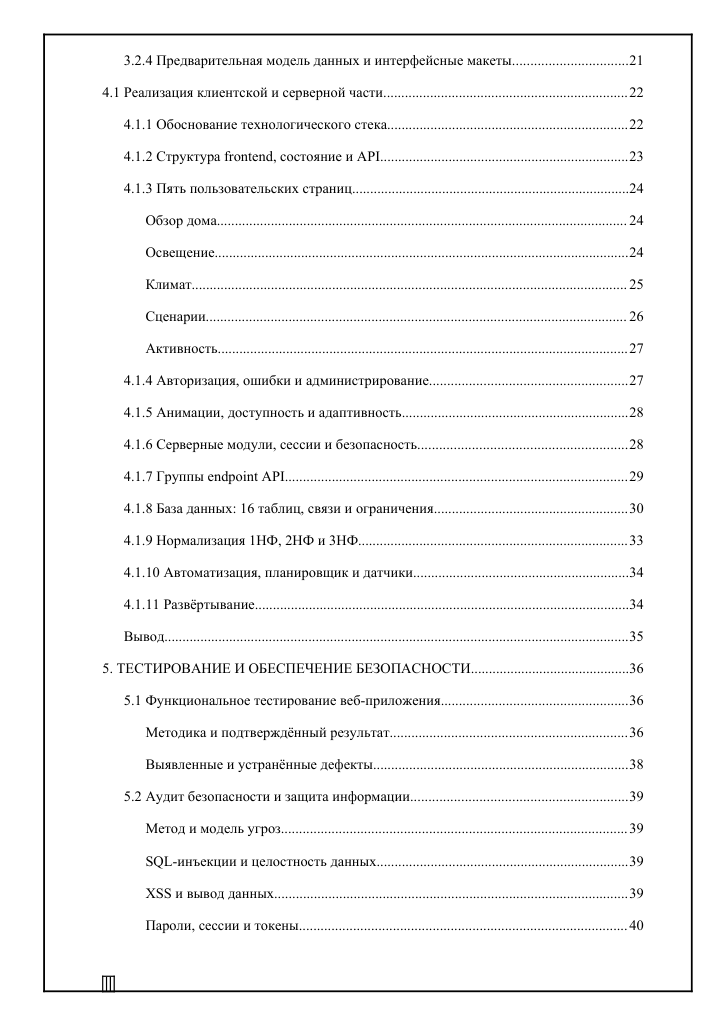 3.2.4 Предварительная модель данных и интерфейсные макеты................................21
4.1 Реализация клиентской и серверной части....................................................................22
4.1.1 Обоснование технологического стека...................................................................22
4.1.2 Структура frontend, состояние и API.....................................................................23
4.1.3 Пять пользовательских страниц.............................................................................24
Обзор дома...................................................................................................................24
Освещение....................................................................................................................24
Климат..........................................................................................................................25
Сценарии......................................................................................................................26
Активность...................................................................................................................27
4.1.4 Авторизация, ошибки и администрирование.......................................................27
4.1.5 Анимации, доступность и адаптивность...............................................................28
4.1.6 Серверные модули, сессии и безопасность...........................................................28
4.1.7 Группы endpoint API................................................................................................29
4.1.8 База данных: 16 таблиц, связи и ограничения......................................................30
4.1.9 Нормализация 1НФ, 2НФ и 3НФ...........................................................................33
4.1.10 Автоматизация, планировщик и датчики............................................................34
4.1.11 Развёртывание........................................................................................................34
Вывод.................................................................................................................................35
5. ТЕСТИРОВАНИЕ И ОБЕСПЕЧЕНИЕ БЕЗОПАСНОСТИ............................................36
5.1 Функциональное тестирование веб-приложения....................................................36
Методика и подтверждённый результат..................................................................36
Выявленные и устранённые дефекты.......................................................................38
5.2 Аудит безопасности и защита информации.............................................................39
Метод и модель угроз.................................................................................................39
SQL-инъекции и целостность данных......................................................................39
XSS и вывод данных...................................................................................................39
Пароли, сессии и токены............................................................................................40